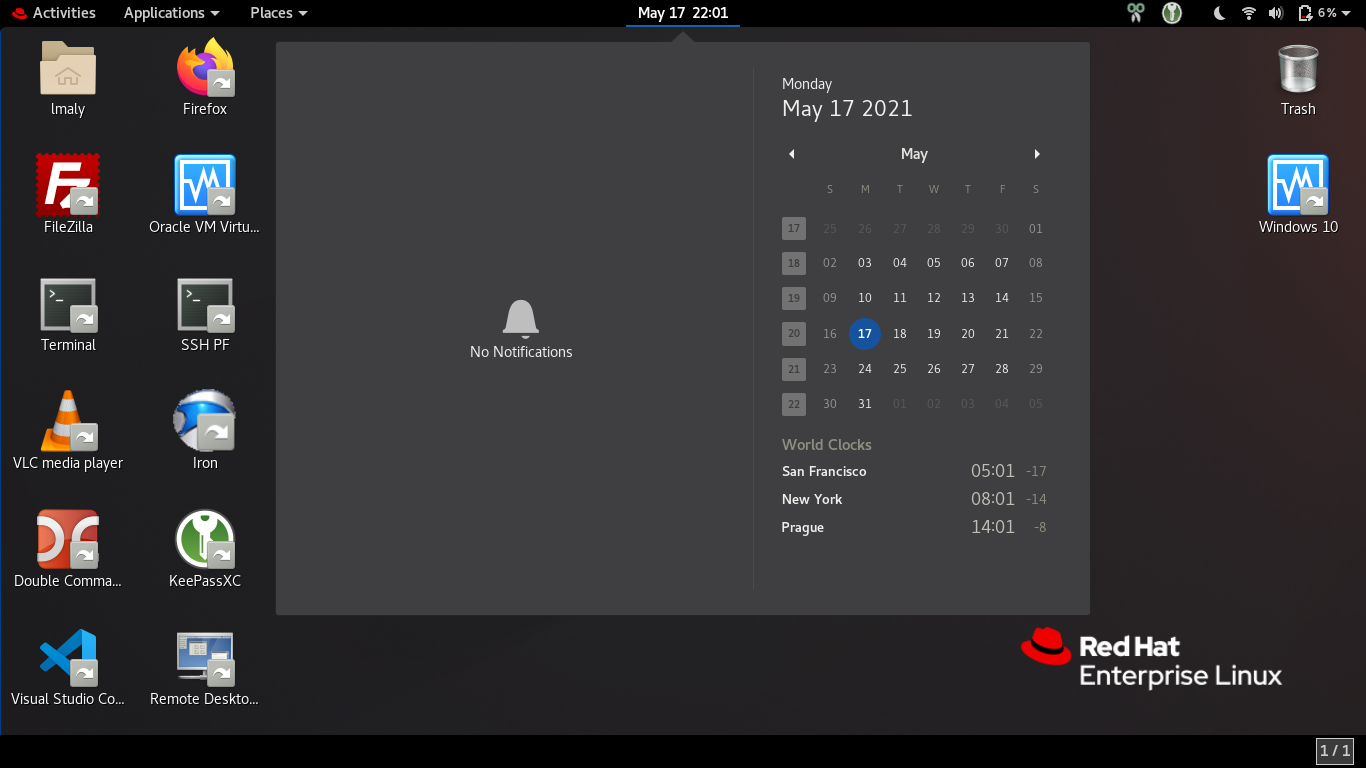 Activities Applications Places May 17 22:01 6%
lmaly
Firefox
FileZilla
Oracle VM Virtu...
Terminal
SSH PF
VLC media player
Iron
Double Comma...
KeePassXC
Visual Studio Co...
Remote Deskto...
No Notifications
Monday
May 17 2021
May
S M T W T F S
17 25 26 27 28 29 30 01
18 02 03 04 05 06 07 08
19 09 10 11 12 13 14 15
20 16 17 18 19 20 21 22
21 23 24 25 26 27 28 29
22 30 31 01 02 03 04 05
World Clocks
San Francisco 05:01 -17
New York 08:01 -14
Prague 14:01 -8
Trash
Windows 10
Red Hat
Enterprise Linux
1 / 1